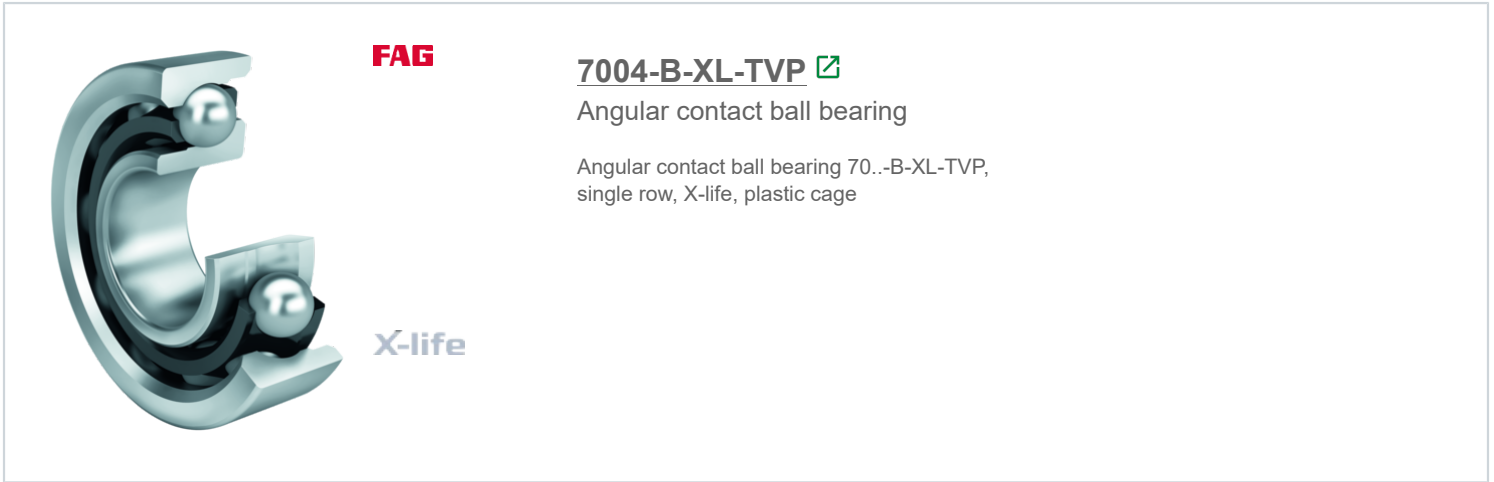 FAG
7004-B-XL-TVP
Angular contact ball bearing
Angular contact ball bearing 70..-B-XL-TVP,
single row, X-life, plastic cage
X-life